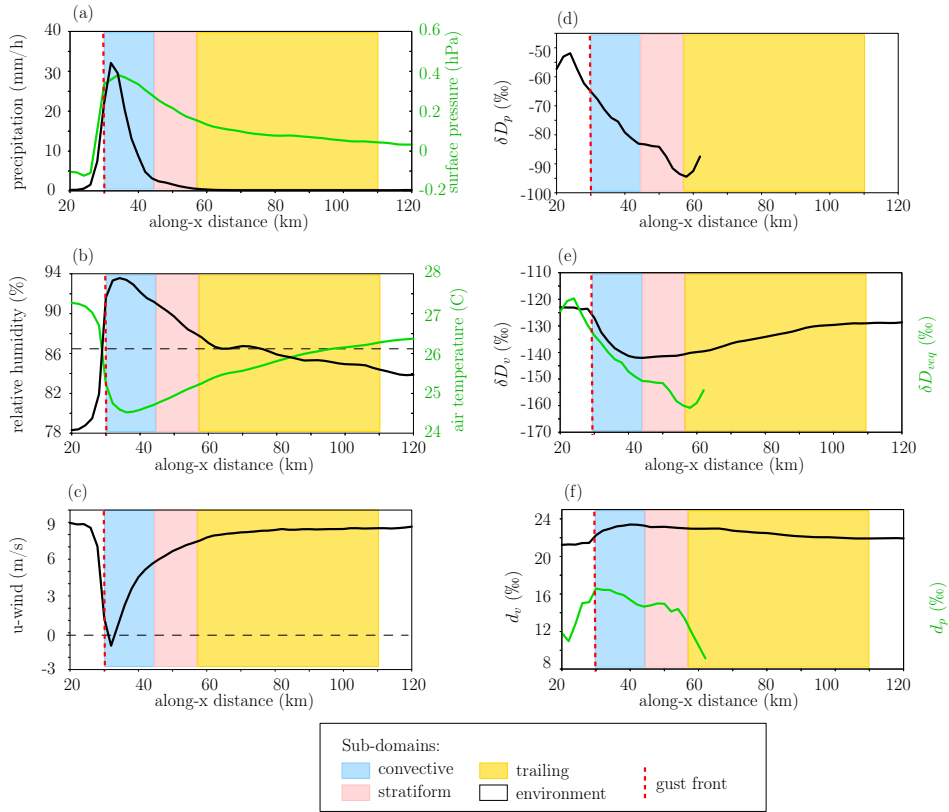 (a)
precipitation (mm/h)
40
30
20
10
0
0.6
0.4
0.2
0
-0.2
surface pressure (hPa)
20 40 60 80 100 120
along-x distance (km)
(d)
δD_p (‰)
-50
-60
-70
-80
-90
-100
20 40 60 80 100 120
along-x distance (km)
(b)
relative humidity (%)
94
90
86
82
78
28
27
26
25
24
air temperature (C)
20 40 60 80 100 120
along-x distance (km)
(e)
δD_v (‰)
-110
-120
-130
-140
-150
-160
-170
δD_veq (‰)
20 40 60 80 100 120
along-x distance (km)
(c)
u-wind (m/s)
9
6
3
0
-3
20 40 60 80 100 120
along-x distance (km)
(f)
d_v (‰)
24
20
16
12
8
d_p (‰)
20 40 60 80 100 120
along-x distance (km)
Sub-domains:
convective
stratiform
trailing
environment
gust front